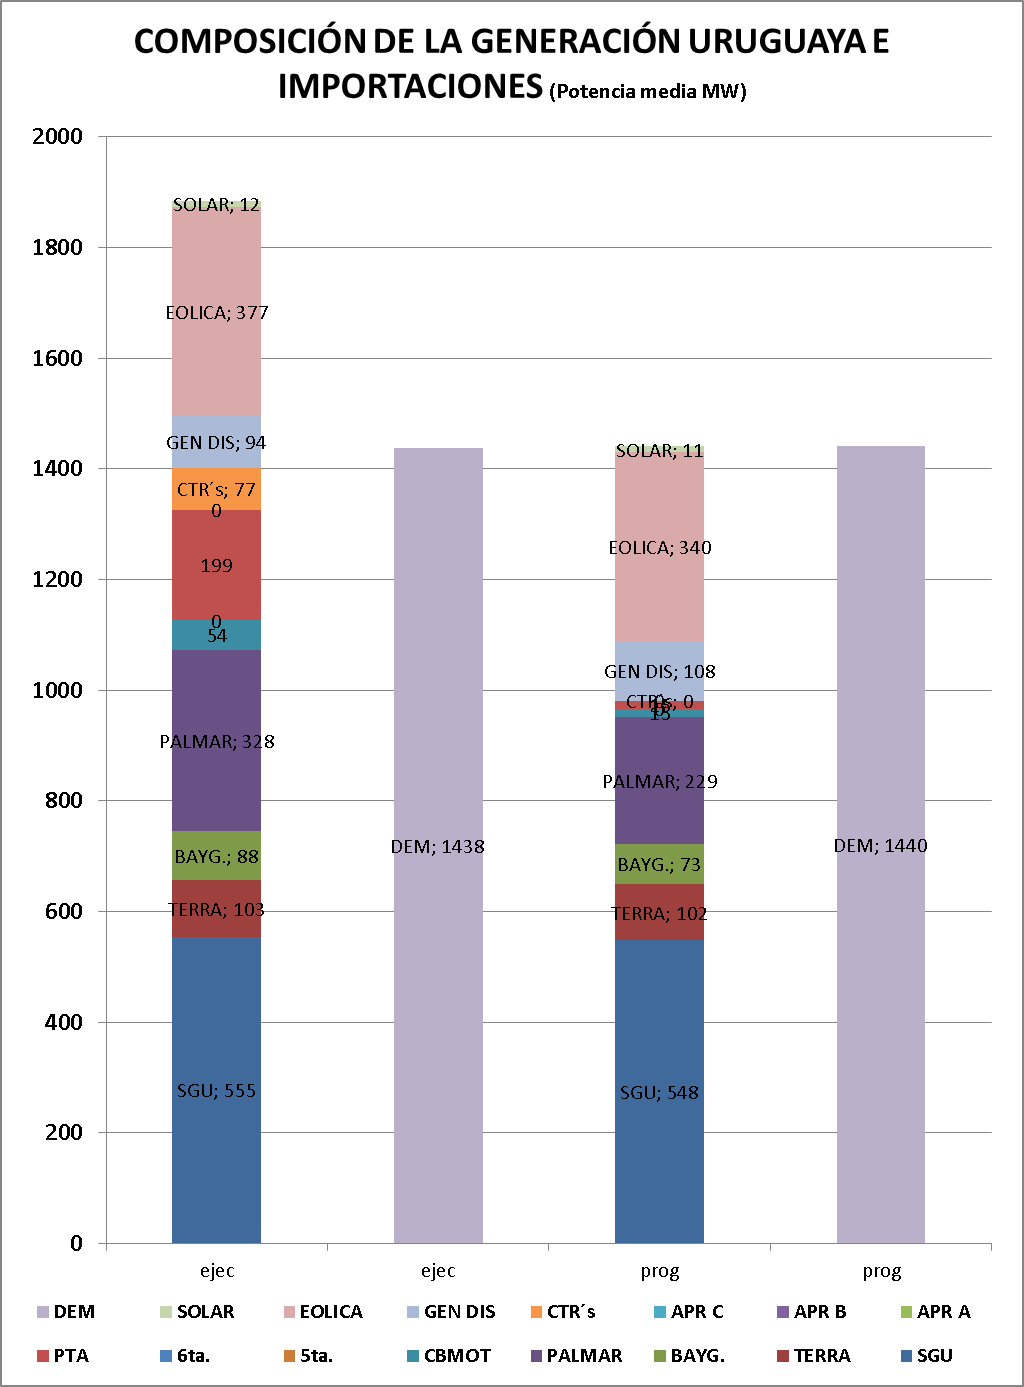 COMPOSICIÓN DE LA GENERACIÓN URUGUAYA E
IMPORTACIONES (Potencia media MW)
2000
1800
1600
1400
1200
1000
800
600
400
200
0
SOLAR; 12
EOLICA; 377
GEN DIS; 94
CTR´s; 77
0
199
0
54
PALMAR; 328
BAYG.; 88
TERRA; 103
SGU; 555
DEM; 1438
SOLAR; 11
EOLICA; 340
GEN DIS; 108
CTR´s; 0
15
PALMAR; 229
BAYG.; 73
TERRA; 102
SGU; 548
DEM; 1440
ejec ejec prog prog
DEM SOLAR EOLICA GEN DIS CTR´s APR C APR B APR A
PTA 6ta. 5ta. CBMOT PALMAR BAYG. TERRA SGU